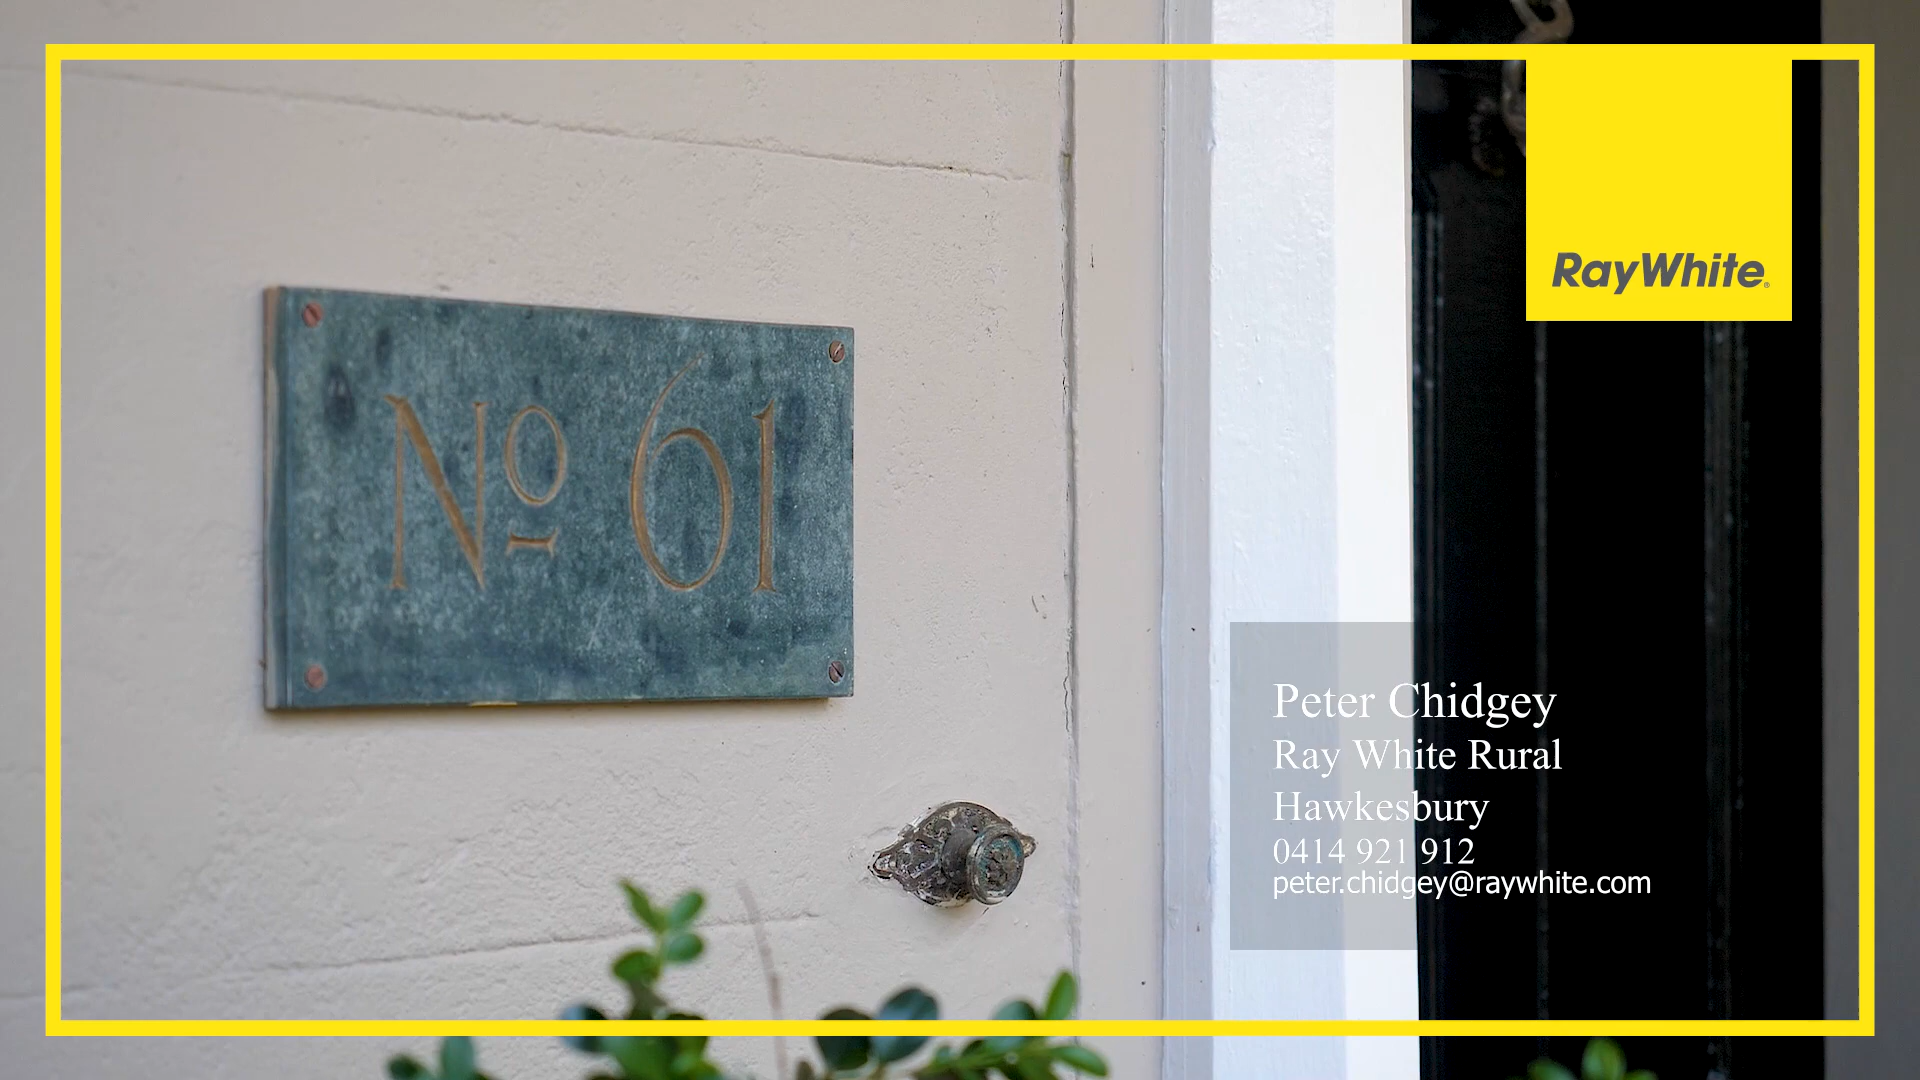 RayWhite®
Nº 61
Peter Chidgey
Ray White Rural
Hawkesbury
0414 921 912
peter.chidgey@raywhite.com